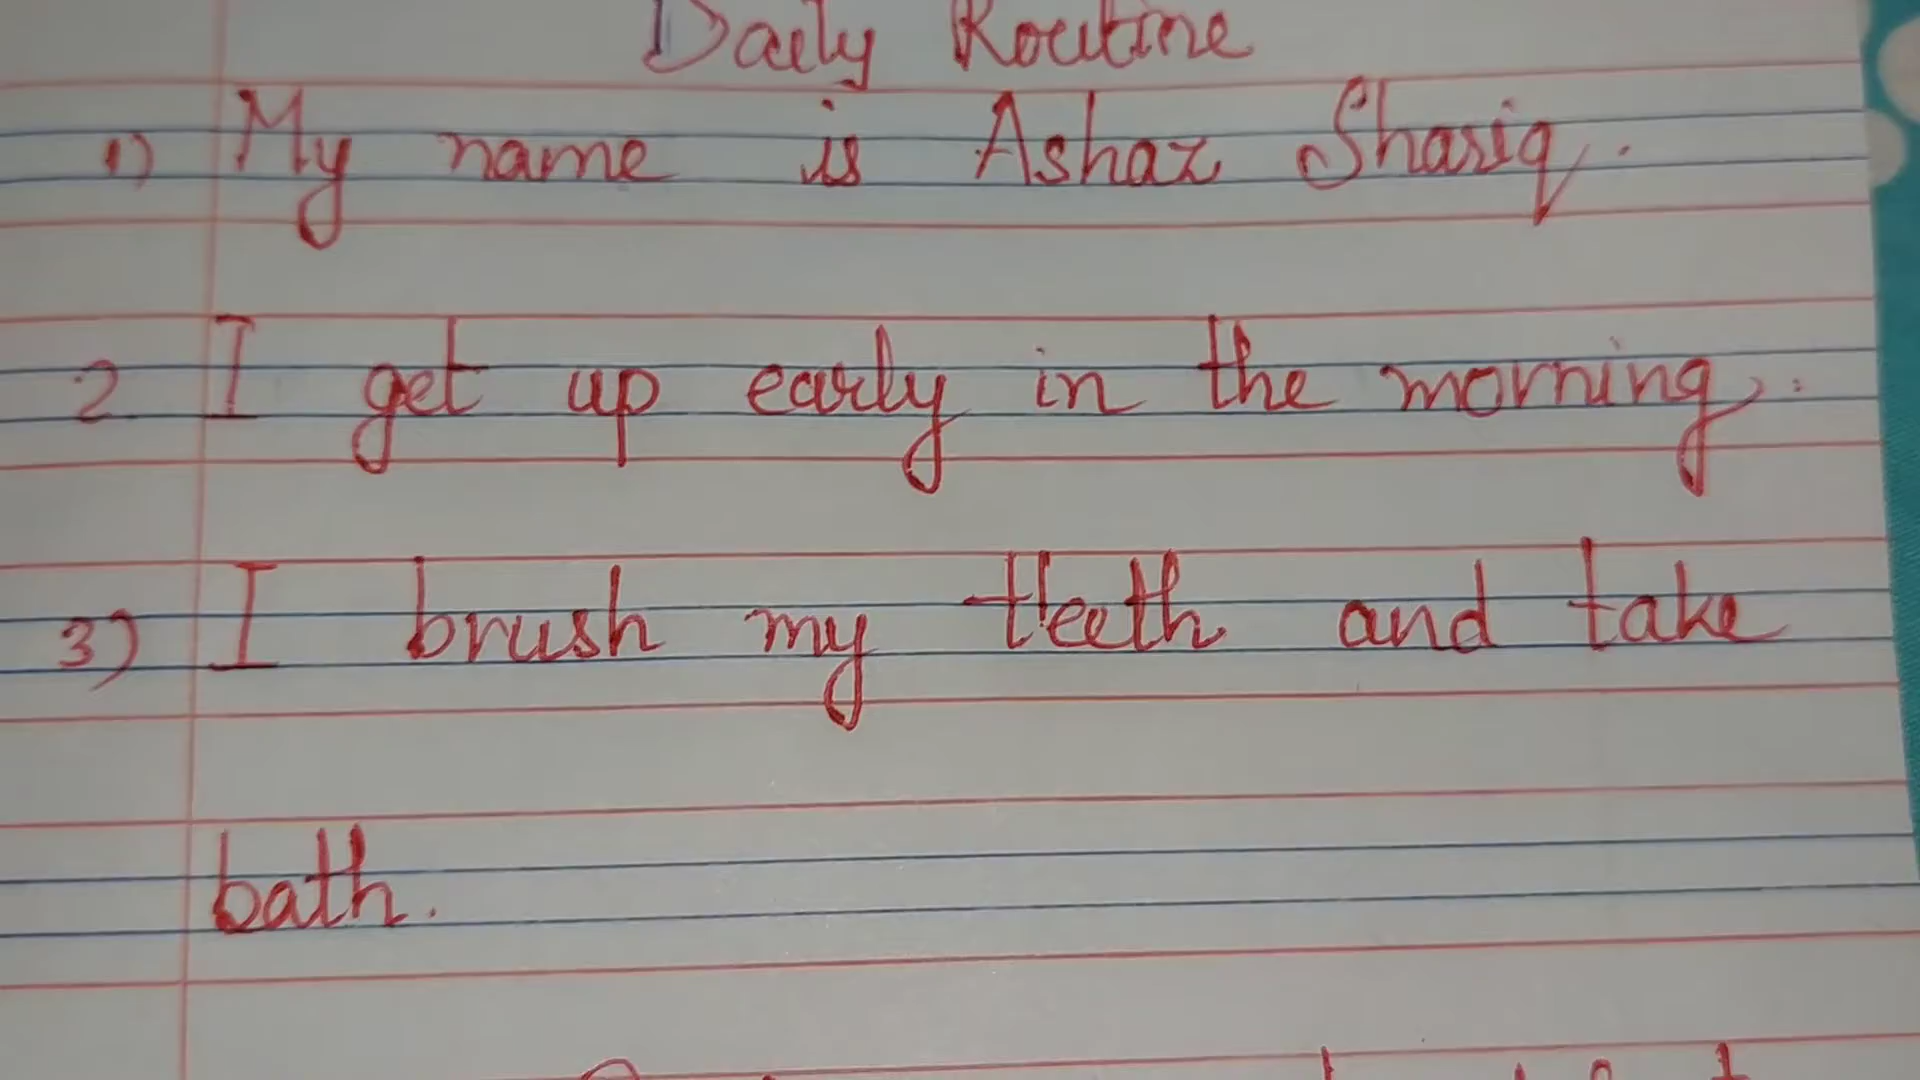 Daily Routine
1) My name is Ashaz Shariq.
2 I get up early in the morning.
3) I brush my teeth and take
bath.